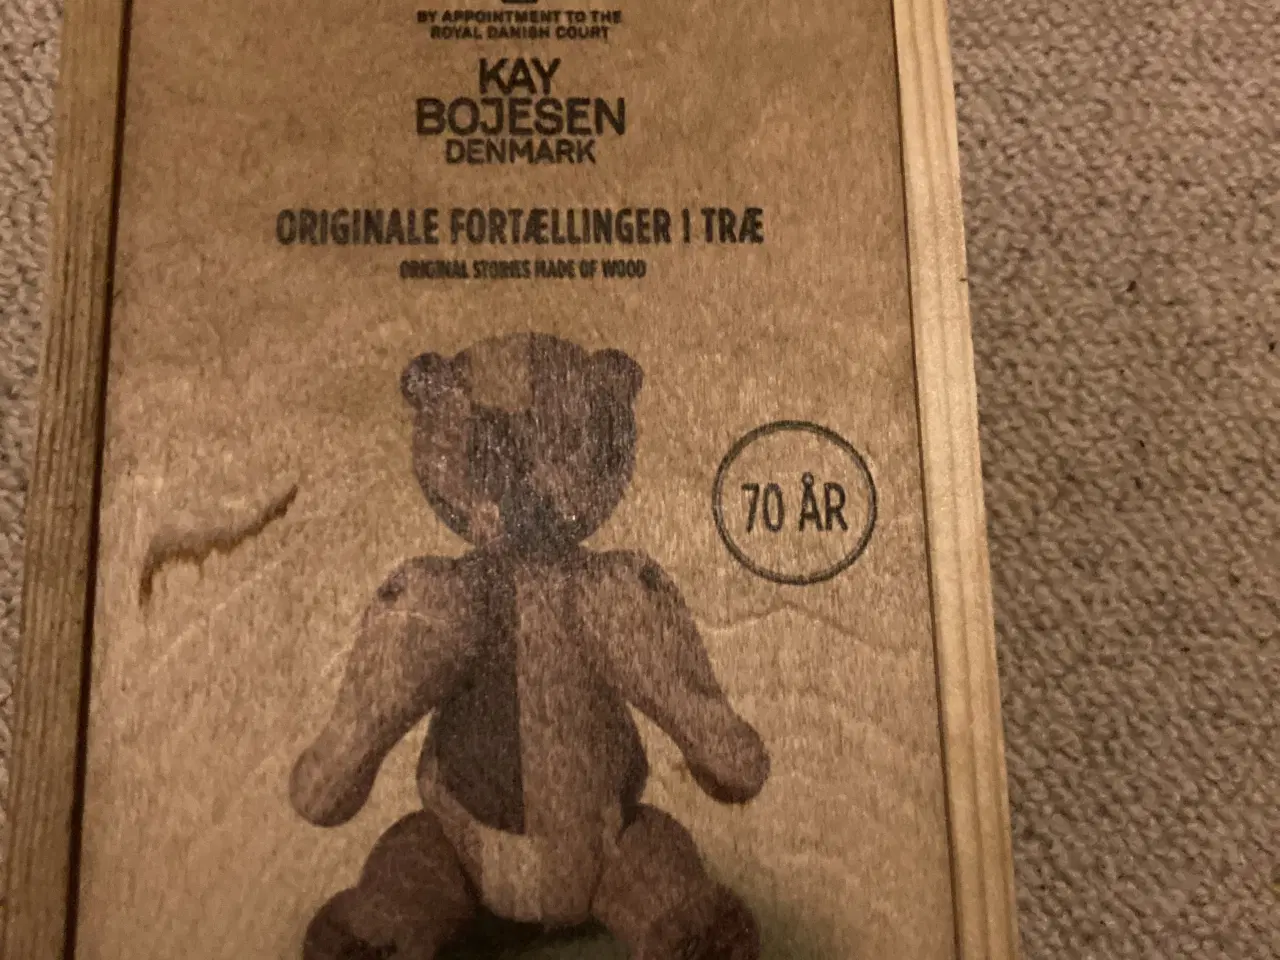 BY APPOINTMENT TO THE
ROYAL DANISH COURT
KAY
BOJESEN
DENMARK
ORIGINALE FORTÆLLINGER I TRÆ
ORIGINAL STORIES MADE OF WOOD
70 ÅR